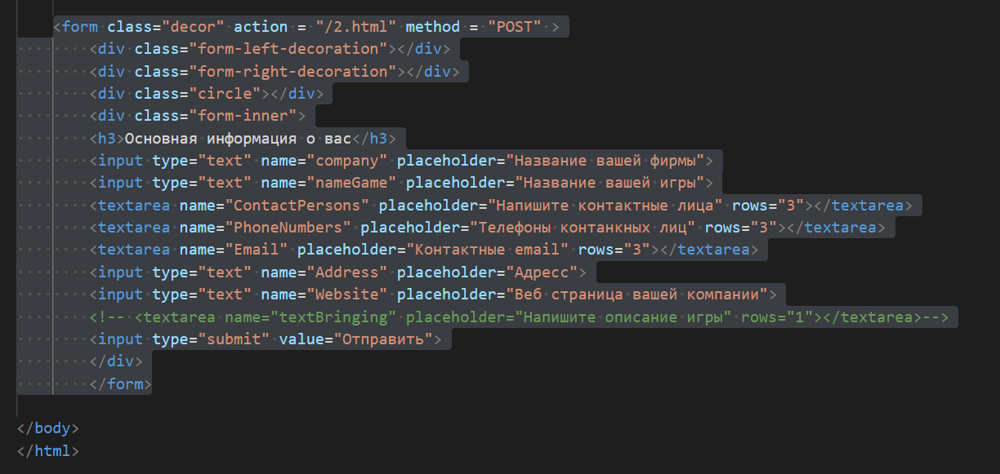 <form class="decor" action = "/2.html" method = "POST" >
<div class="form-left-decoration"></div>
<div class="form-right-decoration"></div>
<div class="circle"></div>
<div class="form-inner">
<h3>Основная информация о вас</h3>
<input type="text" name="company" placeholder="Название вашей фирмы">
<input type="text" name="nameGame" placeholder="Название вашей игры">
<textarea name="ContactPersons" placeholder="Напишите контактные лица" rows="3"></textarea>
<textarea name="PhoneNumbers" placeholder="Телефоны контанкных лиц" rows="3"></textarea>
<textarea name="Email" placeholder="Контактные email" rows="3"></textarea>
<input type="text" name="Address" placeholder="Адресс">
<input type="text" name="Website" placeholder="Веб страница вашей компании">
<!-- <textarea name="textBringing" placeholder="Напишите описание игры" rows="1"></textarea>-->
<input type="submit" value="Отправить">
</div>
</form>
</body>
</html>